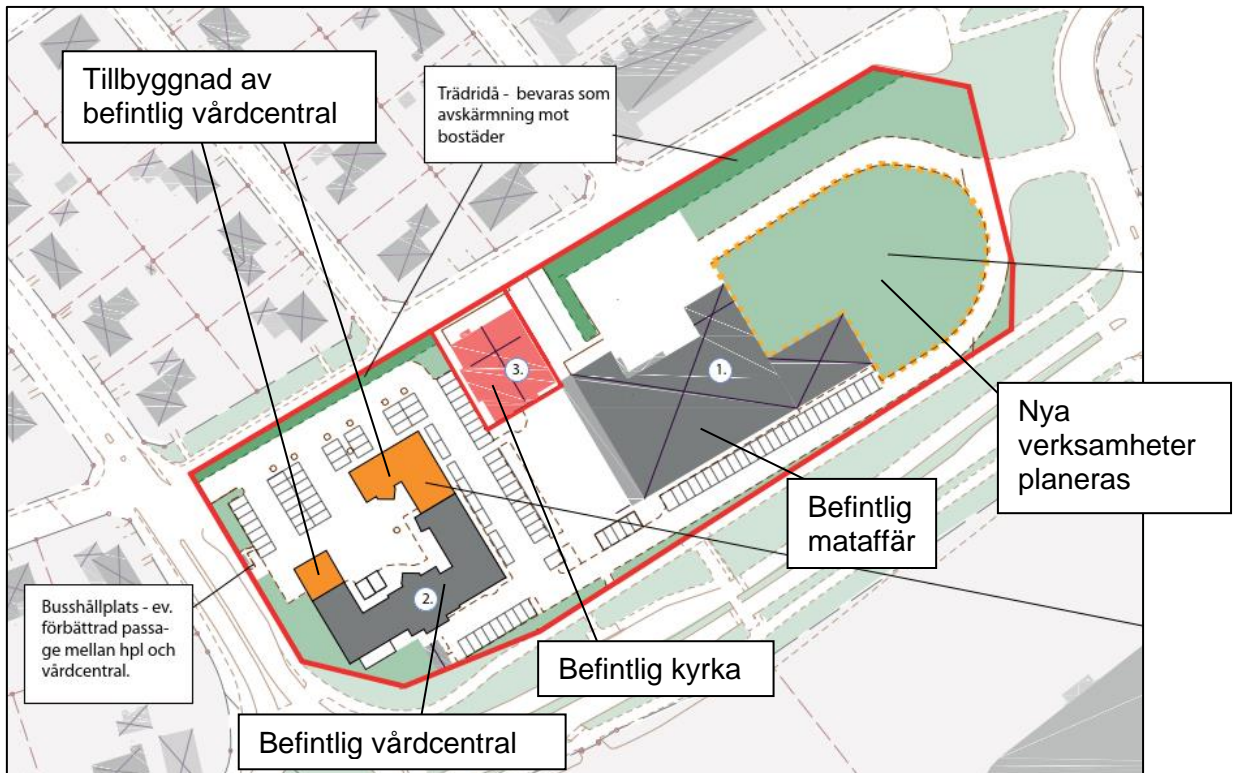 Tillbyggnad av
befintlig vårdcentral
Trädridå - bevaras som
avskärmning mot
bostäder
3.
1.
Nya
verksamheter
planeras
Befintlig
mataffär
2.
Busshållplats - ev.
förbättrad passa-
ge mellan hpl och
vårdcentral.
Befintlig kyrka
Befintlig vårdcentral